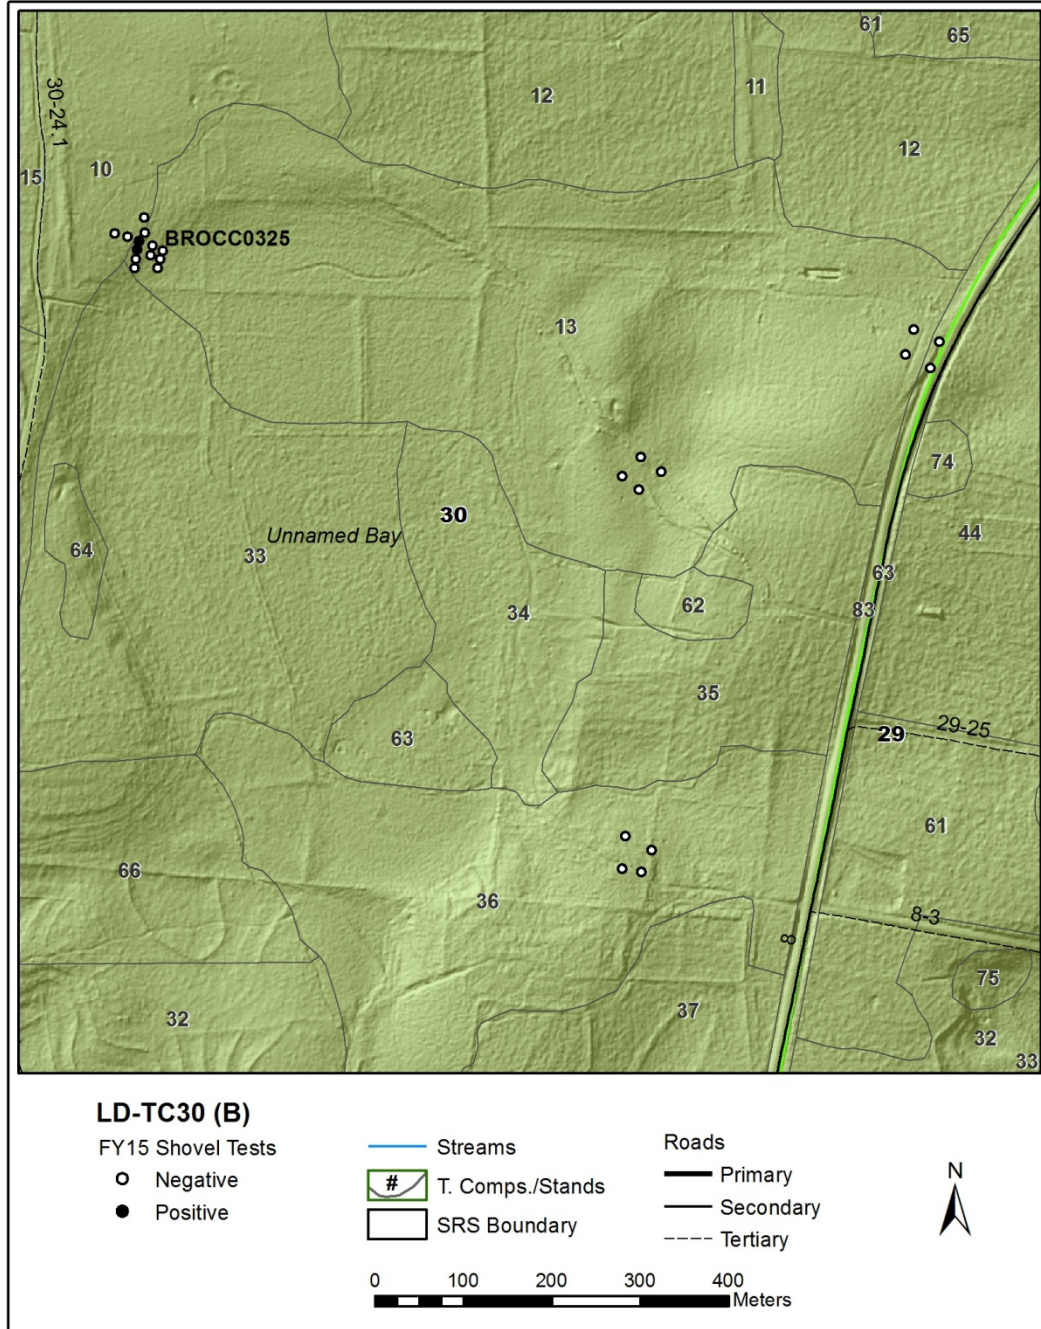 61
65
12
11
30-24.1
12
15
10
BROCC0325
13
74
30
Unnamed Bay
44
64
33
63
62
34
83
35
29-25
29
63
61
66
36
8-3
8
75
37
32
32
33
LD-TC30 (B)
FY15 Shovel Tests
Negative
Positive
Streams
# T. Comps./Stands
SRS Boundary
Roads
Primary
Secondary
Tertiary
N
0 100 200 300 400
Meters